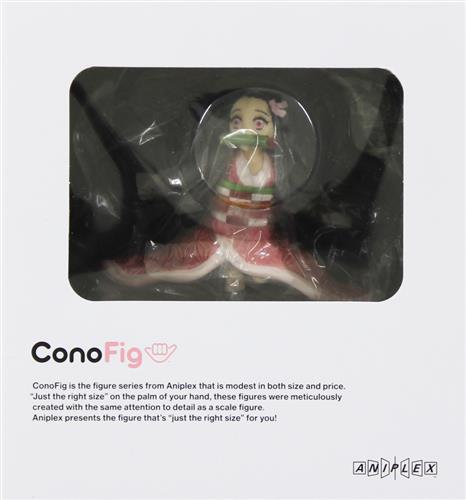 ConoFig
ConoFig is the figure series from Aniplex that is modest in both size and price.
"Just the right size" on the palm of your hand, these figures were meticulously
created with the same attention to detail as a scale figure.
Aniplex presents the figure that's "just the right size" for you!
ANIPLEX